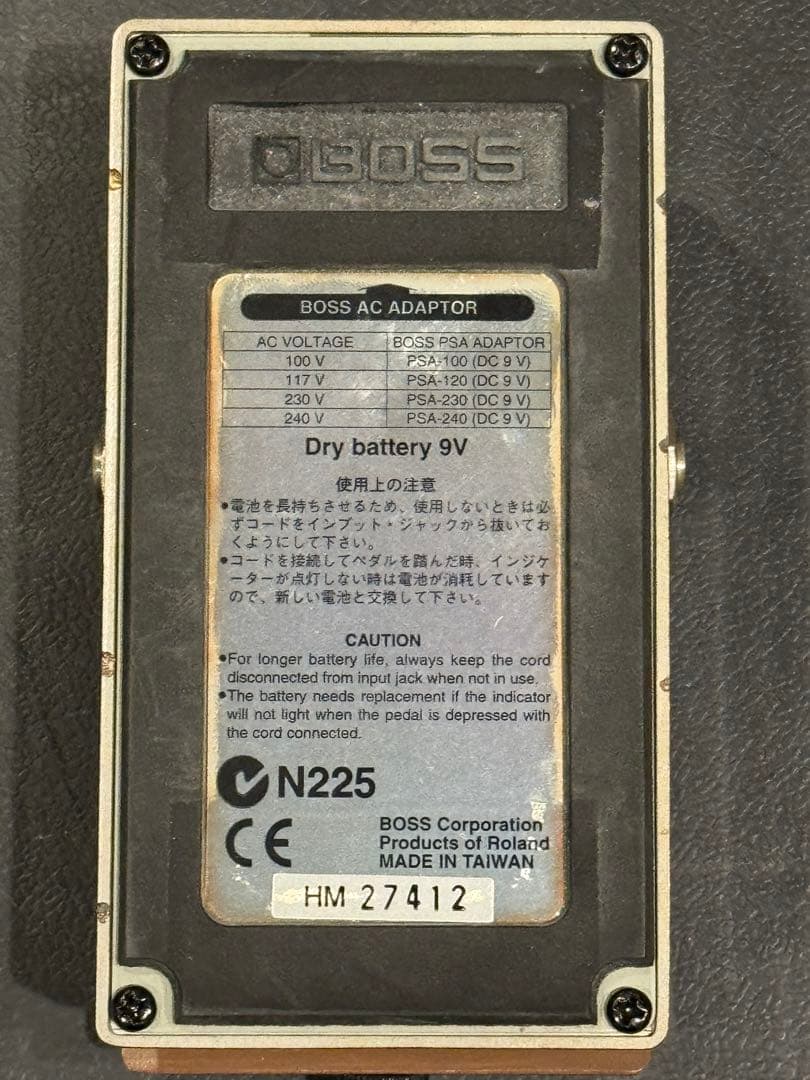 BOSS
BOSS AC ADAPTOR
AC VOLTAGE BOSS PSA ADAPTOR
100 V PSA-100 (DC 9 V)
117 V PSA-120 (DC 9 V)
230 V PSA-230 (DC 9 V)
240 V PSA-240 (DC 9 V)
Dry battery 9V
使用上の注意
●電池を長持ちさせるため、使用しないときは必
ずコードをインプット・ジャックから抜いてお
くようにして下さい。
●コードを接続してペダルを踏んだ時、インジケ
ーターが点灯しない時は電池が消耗しています
ので、新しい電池と交換して下さい。
CAUTION
●For longer battery life, always keep the cord
disconnected from input jack when not in use.
●The battery needs replacement if the indicator
will not light when the pedal is depressed with
the cord connected.
N225
CE
BOSS Corporation
Products of Roland
MADE IN TAIWAN
HM 27412